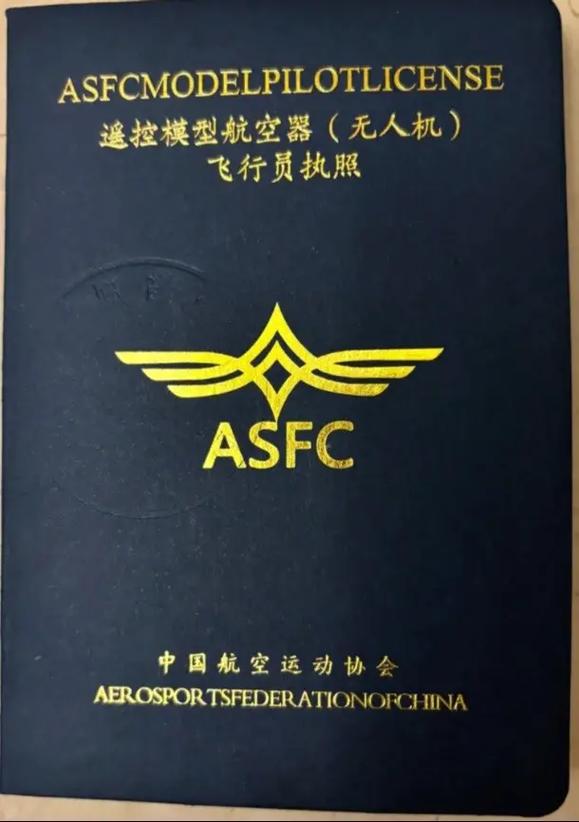 ASFCMODELPILOTLICENSE
遥控模型航空器（无人机）
飞行员执照
ASFC
中国航空运动协会
AEROSPORTSFEDERATIONOFCHINA